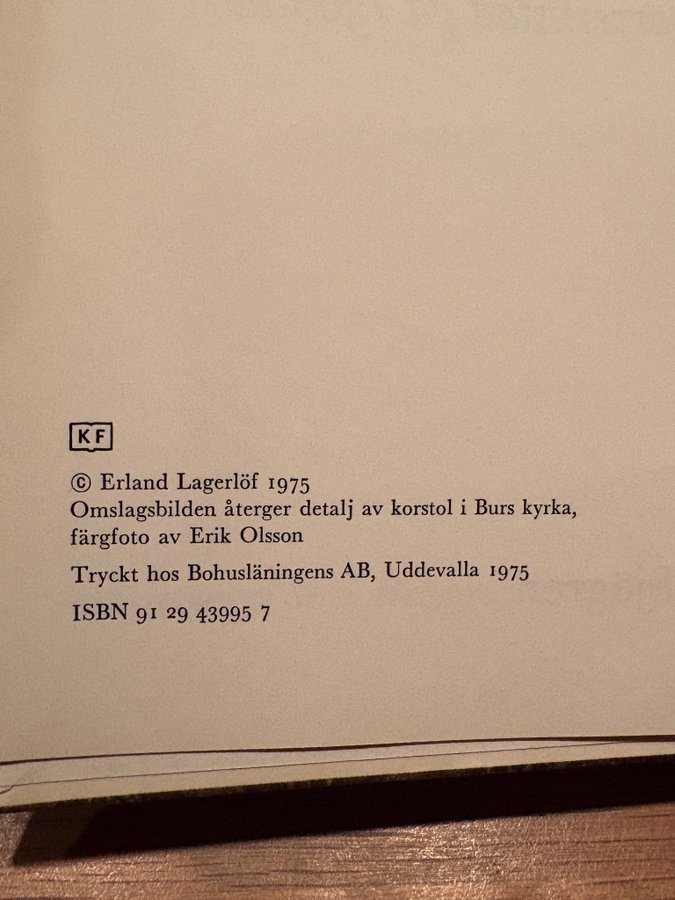 KF
© Erland Lagerlöf 1975
Omslagsbilden återger detalj av korstol i Burs kyrka,
färgfoto av Erik Olsson
Tryckt hos Bohusläningens AB, Uddevalla 1975
ISBN 91 29 43995 7